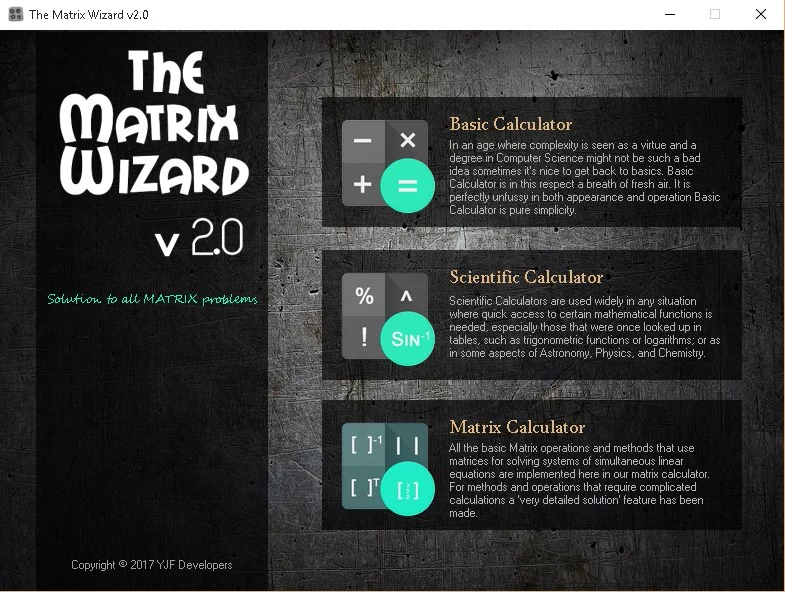 The Matrix Wizard v2.0
The
Matrix
Wizard
v 2.0
Solution to all MATRIX problems
Copyright © 2017 YJF Developers
− ×
+ =
Basic Calculator
In an age where complexity is seen as a virtue and a
degree in Computer Science might not be such a bad
idea sometimes it's nice to get back to basics. Basic
Calculator is in this respect a breath of fresh air. It is
perfectly unfussy in both appearance and operation Basic
Calculator is pure simplicity.
% ^
! Sin-1
Scientific Calculator
Scientific Calculators are used widely in any situation
where quick access to certain mathematical functions is
needed, especially those that were once looked up in
tables, such as trigonometric functions or logarithms; or as
in some aspects of Astronomy, Physics, and Chemistry.
[ ]-1 | |
[ ]T
Matrix Calculator
All the basic Matrix operations and methods that use
matrices for solving systems of simultaneous linear
equations are implemented here in our matrix calculator.
For methods and operations that require complicated
calculations a 'very detailed solution' feature has been
made.